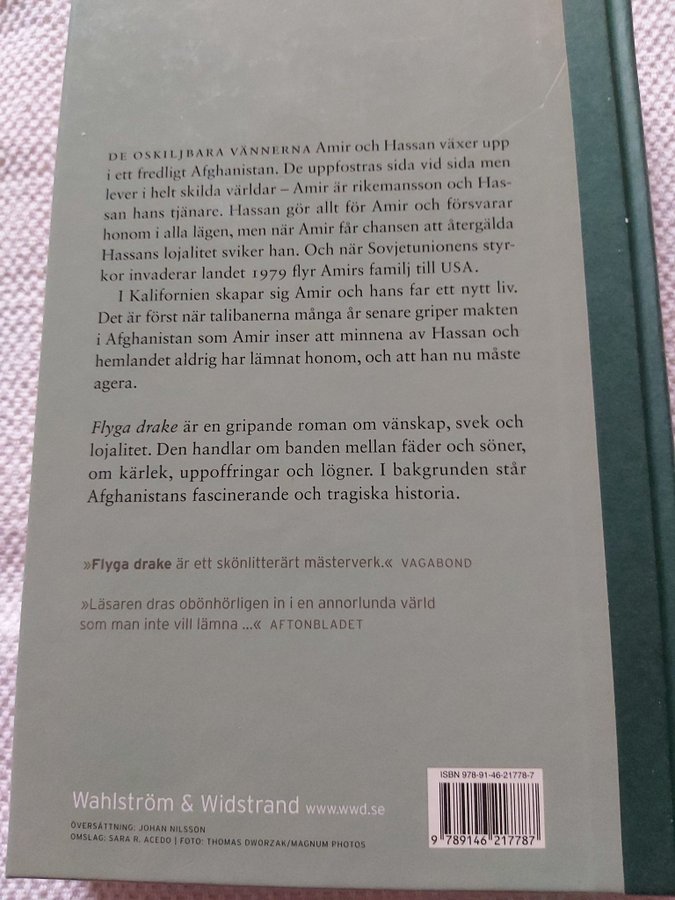 DE OSKILJBARA VÄNNERNA Amir och Hassan växer upp
i ett fredligt Afghanistan. De uppfostras sida vid sida men
lever i helt skilda världar – Amir är rikemansson och Has-
san hans tjänare. Hassan gör allt för Amir och försvarar
honom i alla lägen, men när Amir får chansen att återgälda
Hassans lojalitet sviker han. Och när Sovjetunionens styr-
kor invaderar landet 1979 flyr Amirs familj till USA.
I Kalifornien skapar sig Amir och hans far ett nytt liv.
Det är först när talibanerna många år senare griper makten
i Afghanistan som Amir inser att minnena av Hassan och
hemlandet aldrig har lämnat honom, och att han nu måste
agera.
Flyga drake är en gripande roman om vänskap, svek och
lojalitet. Den handlar om banden mellan fäder och söner,
om kärlek, uppoffringar och lögner. I bakgrunden står
Afghanistans fascinerande och tragiska historia.
»Flyga drake är ett skönlitterärt mästerverk.« VAGABOND
»Läsaren dras obönhörligen in i en annorlunda värld
som man inte vill lämna ...« AFTONBLADET
ISBN 978-91-46-21778-7
Wahlström & Widstrand www.wwd.se
ÖVERSÄTTNING: JOHAN NILSSON
OMSLAG: SARA R. ACEDO | FOTO: THOMAS DWORZAK/MAGNUM PHOTOS
9 789146 217787